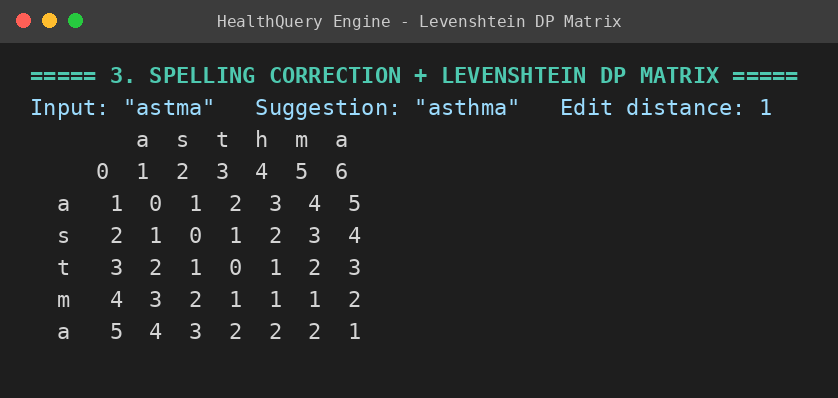 HealthQuery Engine - Levenshtein DP Matrix
===== 3. SPELLING CORRECTION + LEVENSHTEIN DP MATRIX =====
Input: "astma"   Suggestion: "asthma"   Edit distance: 1
        a  s  t  h  m  a
     0  1  2  3  4  5  6
  a   1  0  1  2  3  4  5
  s   2  1  0  1  2  3  4
  t   3  2  1  0  1  2  3
  m   4  3  2  1  1  1  2
  a   5  4  3  2  2  2  1